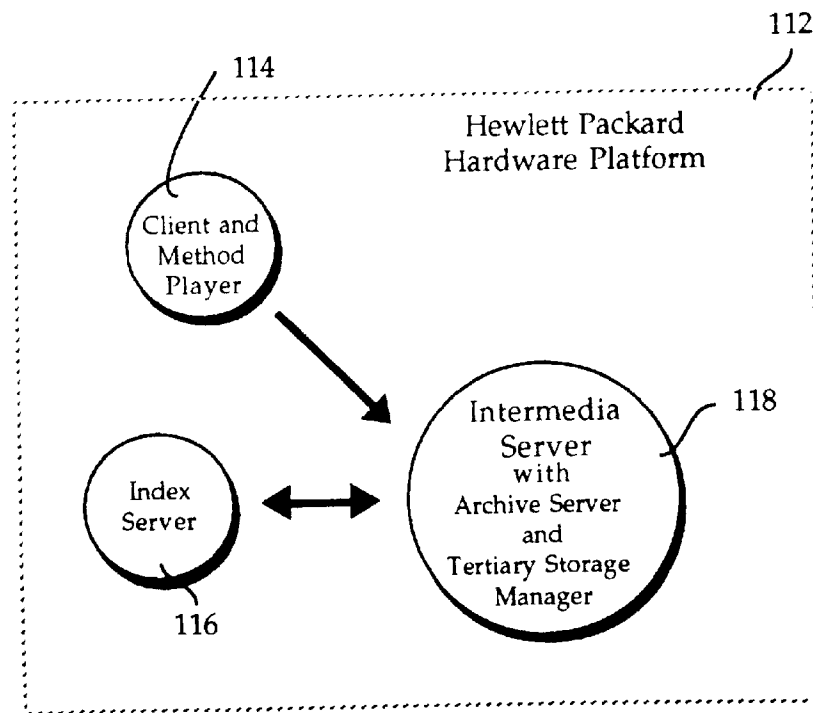 112
114
Hewlett Packard
Hardware Platform
Client and
Method
Player
Intermedia
Server
with
Archive Server
and
Tertiary Storage
Manager
118
Index
Server
116